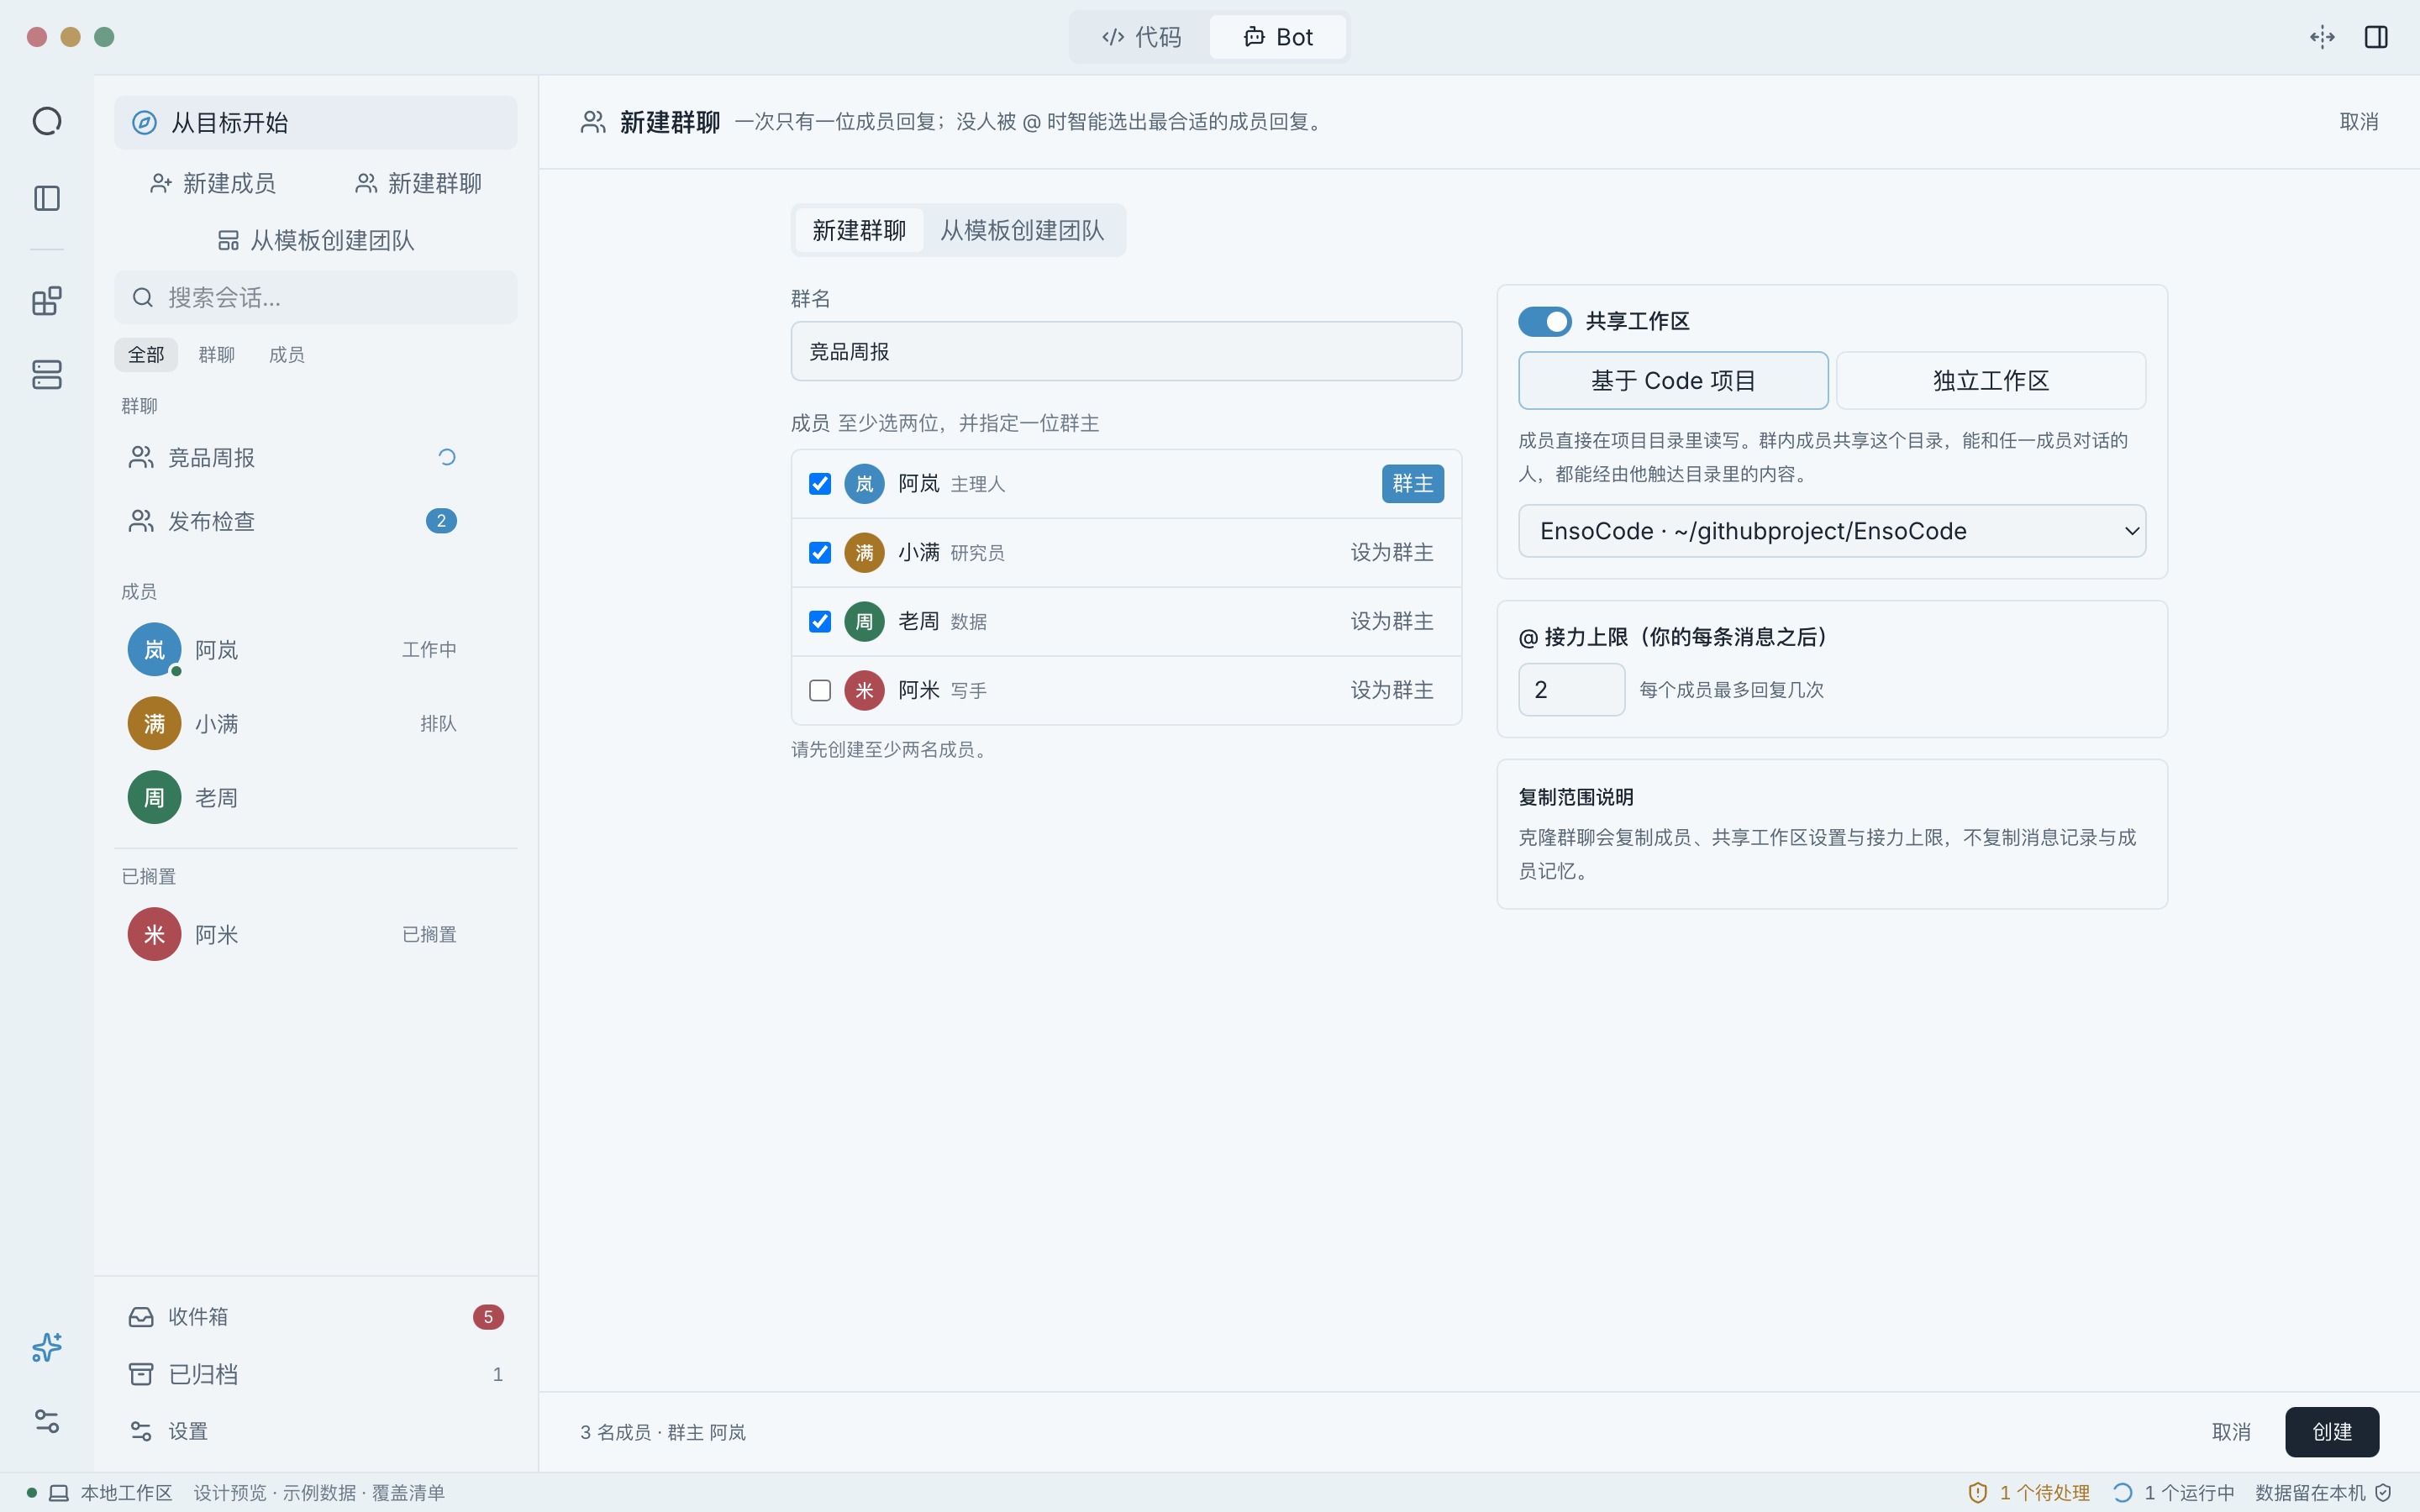 代码
Bot
从目标开始
新建成员
新建群聊
从模板创建团队
搜索会话...
全部
群聊
成员
群聊
竞品周报
发布检查
2
成员
岚
阿岚
工作中
满
小满
排队
周
老周
已搁置
米
阿米
已搁置
收件箱
5
已归档
1
设置
新建群聊
一次只有一位成员回复；没人被 @ 时智能选出最合适的成员回复。
取消
新建群聊
从模板创建团队
群名
竞品周报
成员 至少选两位，并指定一位群主
岚
阿岚 主理人
群主
满
小满 研究员
设为群主
周
老周 数据
设为群主
米
阿米 写手
设为群主
请先创建至少两名成员。
共享工作区
基于 Code 项目
独立工作区
成员直接在项目目录里读写。群内成员共享这个目录，能和任一成员对话的
人，都能经由他触达目录里的内容。
EnsoCode · ~/githubproject/EnsoCode
@ 接力上限（你的每条消息之后）
2
每个成员最多回复几次
复制范围说明
克隆群聊会复制成员、共享工作区设置与接力上限，不复制消息记录与成
员记忆。
3 名成员 · 群主 阿岚
取消
创建
本地工作区
设计预览 · 示例数据 · 覆盖清单
1 个待处理
1 个运行中
数据留在本机